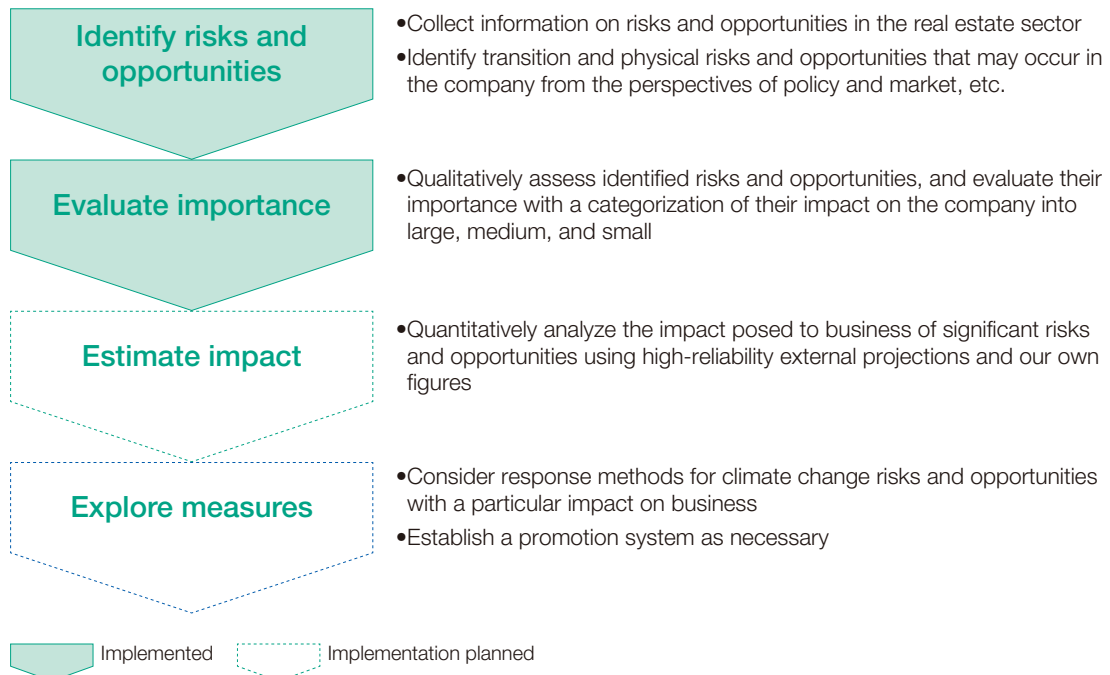 Identify risks and
opportunities
•Collect information on risks and opportunities in the real estate sector
•Identify transition and physical risks and opportunities that may occur in
the company from the perspectives of policy and market, etc.
Evaluate importance
•Qualitatively assess identified risks and opportunities, and evaluate their
importance with a categorization of their impact on the company into
large, medium, and small
Estimate impact
•Quantitatively analyze the impact posed to business of significant risks
and opportunities using high-reliability external projections and our own
figures
Explore measures
•Consider response methods for climate change risks and opportunities
with a particular impact on business
•Establish a promotion system as necessary
Implemented
Implementation planned